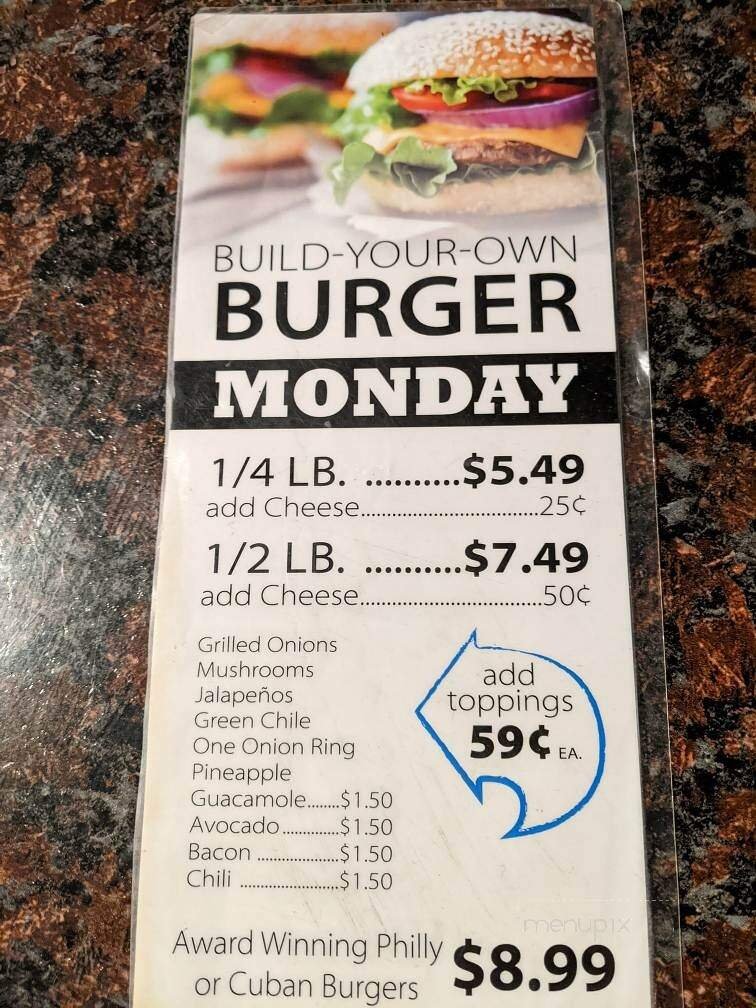 BUILD-YOUR-OWN
BURGER
MONDAY
1/4 LB. ..........$5.49
add Cheese................................25¢
1/2 LB. ..........$7.49
add Cheese................................50¢
Grilled Onions
Mushrooms
Jalapeños
Green Chile
One Onion Ring
Pineapple
Guacamole.......$1.50
Avocado.............$1.50
Bacon ..................$1.50
Chili ......................$1.50
add
toppings
59¢ EA.
menupix
Award Winning Philly
or Cuban Burgers
$8.99